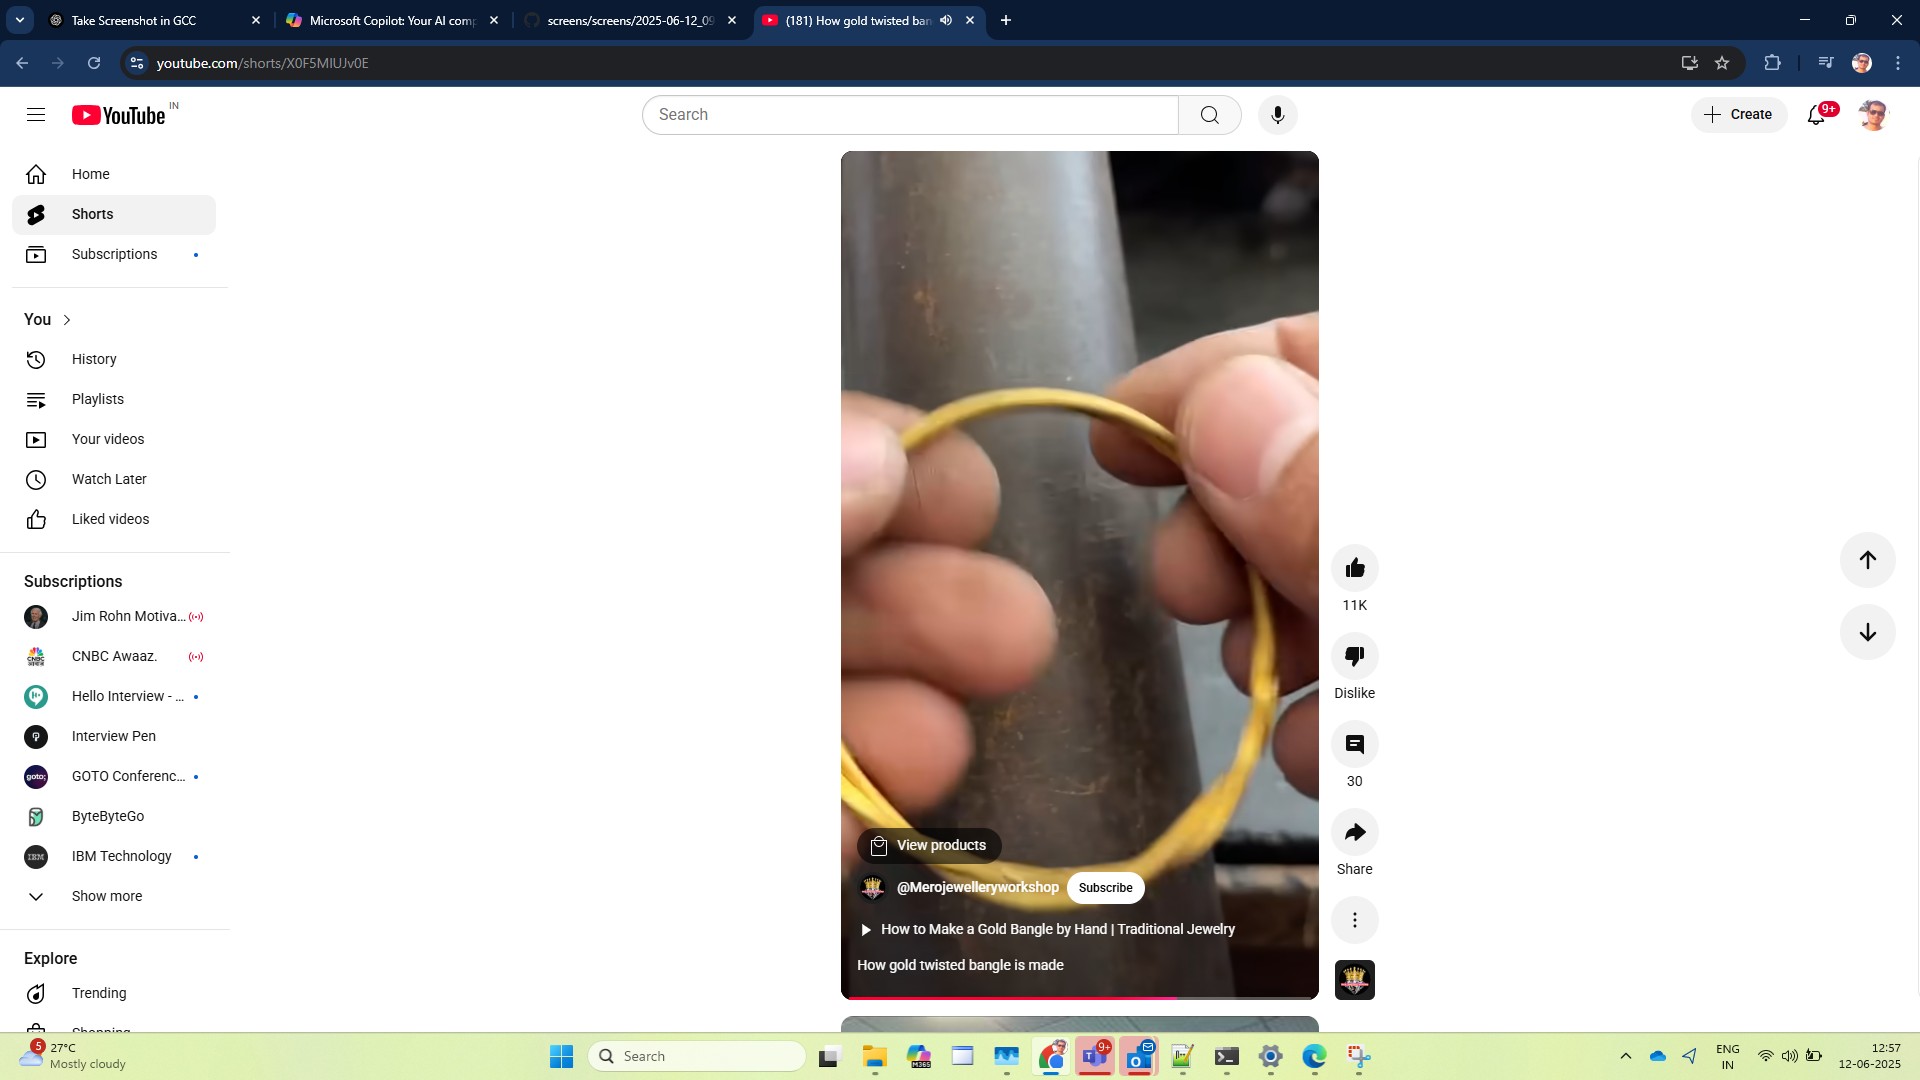 Take Screenshot in GCC
Microsoft Copilot: Your AI comp
screens/screens/2025-06-12_09
(181) How gold twisted ban
youtube.com/shorts/X0F5MIUJv0E
YouTube IN
Search
Create
9+
Home
Shorts
Subscriptions
You
History
Playlists
Your videos
Watch Later
Liked videos
Subscriptions
Jim Rohn Motiva...
CNBC Awaaz.
Hello Interview - ...
Interview Pen
GOTO Conferenc...
ByteByteGo
IBM Technology
Show more
Explore
Trending
Shopping
View products
@Merojewelleryworkshop Subscribe
How to Make a Gold Bangle by Hand | Traditional Jewelry
How gold twisted bangle is made
11K
Dislike
30
Share
5
27°C
Mostly cloudy
Search
M365
9+
ENG
IN
12:57
12-06-2025